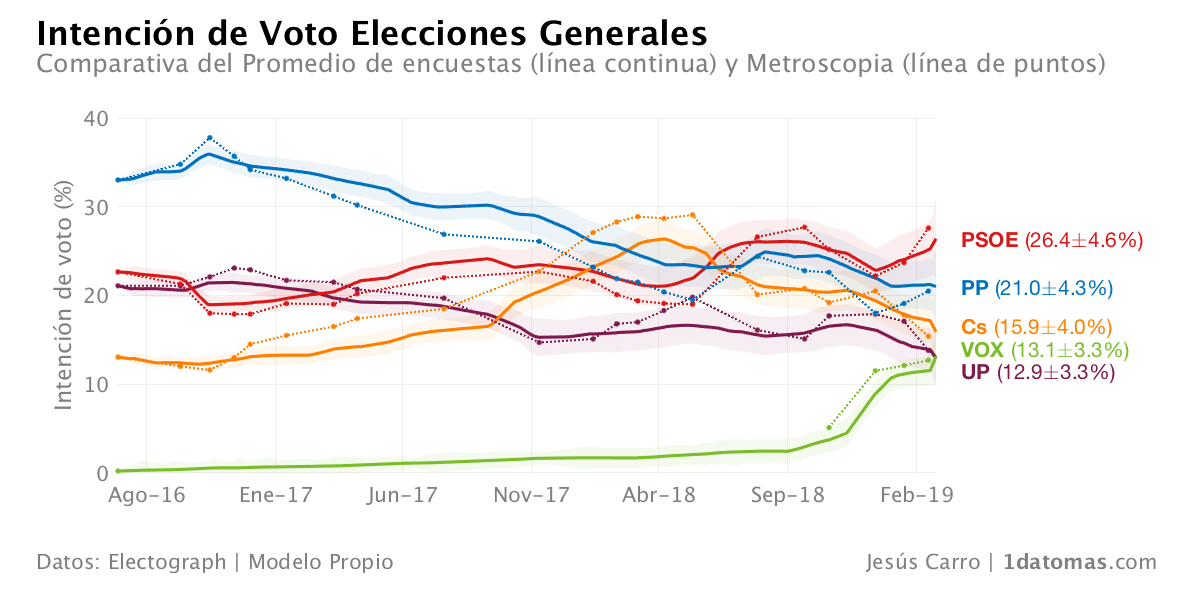 Intención de Voto Elecciones Generales
Comparativa del Promedio de encuestas (línea continua) y Metroscopia (línea de puntos)
Intención de voto (%)
40
30
20
10
0
Ago-16
Ene-17
Jun-17
Nov-17
Abr-18
Sep-18
Feb-19
PSOE (26.4±4.6%)
PP (21.0±4.3%)
Cs (15.9±4.0%)
VOX (13.1±3.3%)
UP (12.9±3.3%)
Datos: Electograph | Modelo Propio
Jesús Carro | 1datomas.com